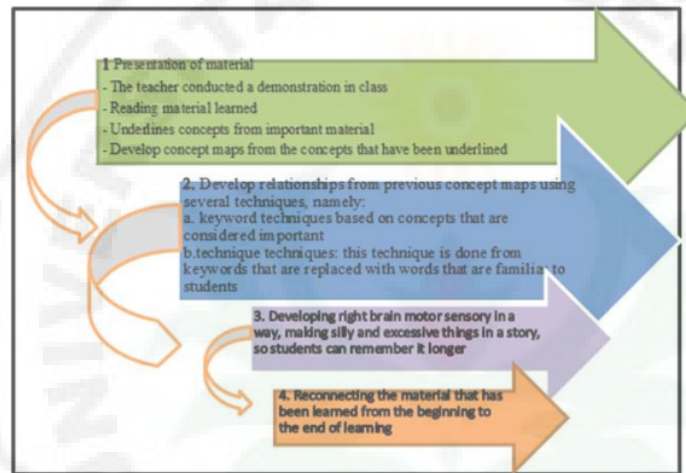 1 Presentation of material
- The teacher conducted a demonstration in class
- Reading material learned
- Underlines concepts from important material
- Develop concept maps from the concepts that have been underlined
2. Develop relationships from previous concept maps using
several techniques, namely:
a. keyword techniques based on concepts that are
considered important
b.technique techniques: this technique is done from
keywords that are replaced with words that are familiar to
students
3. Developing right brain motor sensory in a
way, making silly and excessive things in a story,
so students can remember it longer
4. Reconnecting the material that has
been learned from the beginning to
the end of learning